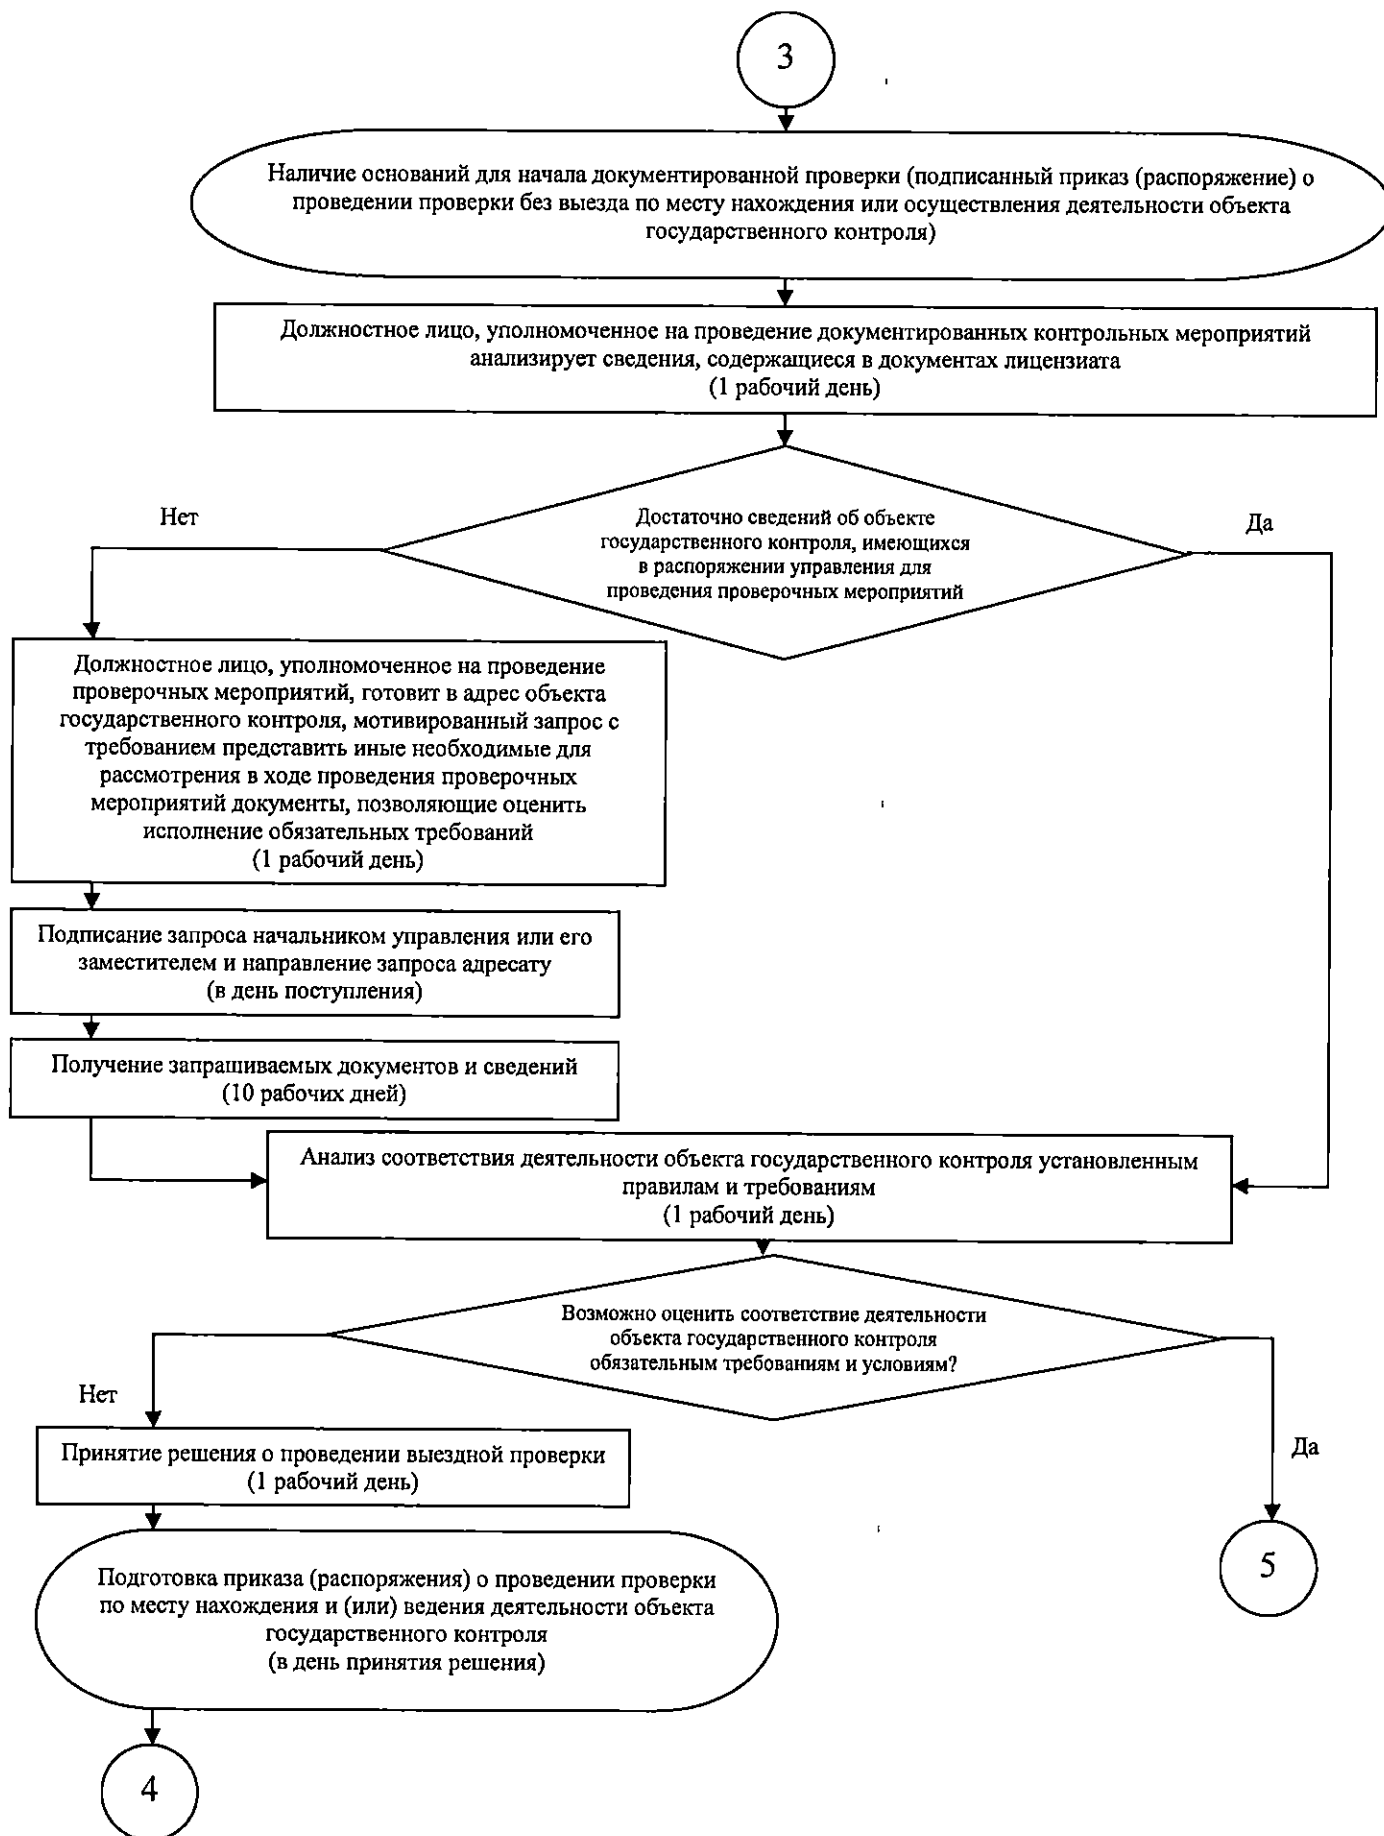 3
Наличие оснований для начала документированной проверки (подписанный приказ (распоряжение) о
проведении проверки без выезда по месту нахождения или осуществления деятельности объекта
государственного контроля)
Должностное лицо, уполномоченное на проведение документированных контрольных мероприятий
анализирует сведения, содержащиеся в документах лицензиата
(1 рабочий день)
Нет
Достаточно сведений об объекте
государственного контроля, имеющихся
в распоряжении управления для
проведения проверочных мероприятий
Да
Должностное лицо, уполномоченное на проведение
проверочных мероприятий, готовит в адрес объекта
государственного контроля, мотивированный запрос с
требованием представить иные необходимые для
рассмотрения в ходе проведения проверочных
мероприятий документы, позволяющие оценить
исполнение обязательных требований
(1 рабочий день)
Подписание запроса начальником управления или его
заместителем и направление запроса адресату
(в день поступления)
Получение запрашиваемых документов и сведений
(10 рабочих дней)
Анализ соответствия деятельности объекта государственного контроля установленным
правилам и требованиям
(1 рабочий день)
Возможно оценить соответствие деятельности
объекта государственного контроля
обязательным требованиям и условиям?
Нет
Да
Принятие решения о проведении выездной проверки
(1 рабочий день)
Подготовка приказа (распоряжения) о проведении проверки
по месту нахождения и (или) ведения деятельности объекта
государственного контроля
(в день принятия решения)
5
4